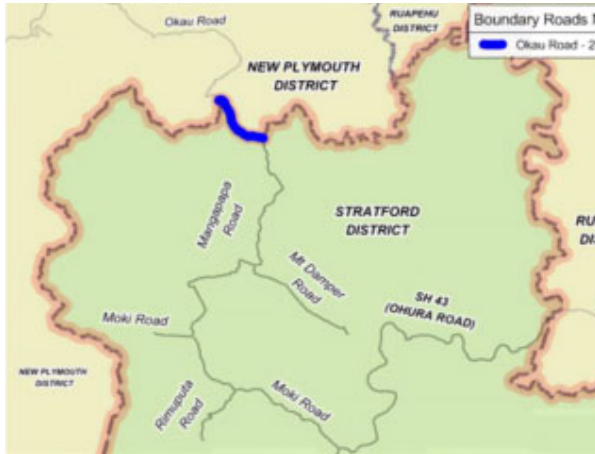 Okau Road
RUAPEHU
DISTRICT
Boundary Roads
Okau Road - 2
NEW PLYMOUTH
DISTRICT
Mangapapa
Road
STRATFORD
DISTRICT
RU
DIS
Mt Damper
Road
SH 43
(OHURA ROAD)
Moki Road
NEW PLYMOUTH
DISTRICT
Rimuputa
Road
Moki Road